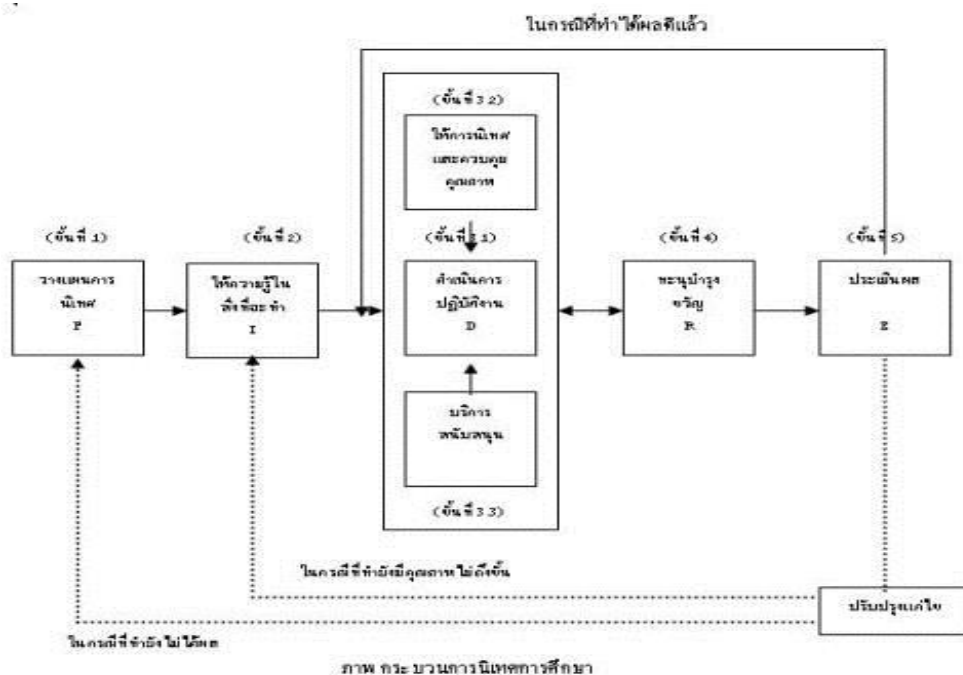 ในกรณีที่ทำได้ผลดีแล้ว
(ขั้นที่ 3.2)
ให้การนิเทศ
และควบคุม
คุณภาพ
(ขั้นที่ 1)
วางแผนการ
นิเทศ
P
(ขั้นที่ 2)
ให้ความรู้ใน
สิ่งที่จะทำ
I
(ขั้นที่ 3.1)
ดำเนินการ
ปฏิบัติงาน
D
(ขั้นที่ 4)
ทะนุบำรุง
ขวัญ
R
(ขั้นที่ 5)
ประเมินผล
E
บริการ
สนับสนุน
(ขั้นที่ 3.3)
ในกรณีที่ทำยังมีคุณภาพไม่ถึงขั้น
ปรับปรุงแก้ไข
ในกรณีที่ทำยังไม่ได้ผล
ภาพ กระบวนการนิเทศการศึกษา